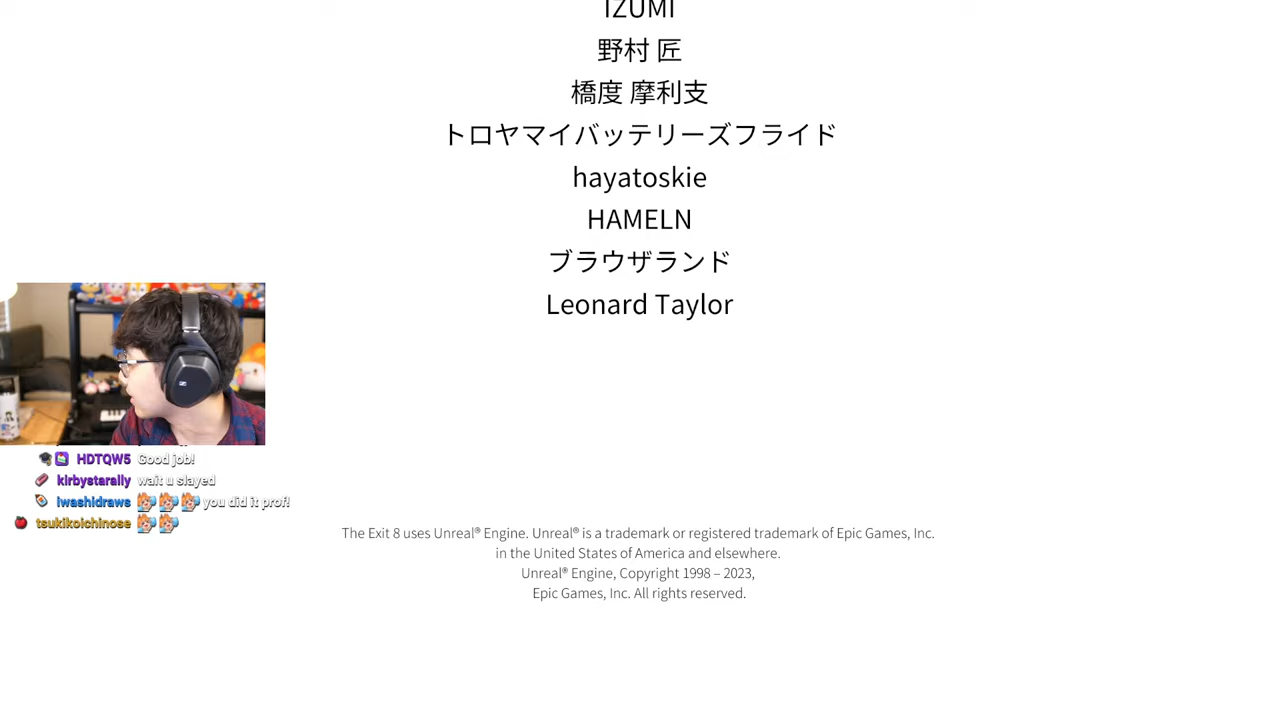 IZUMI
野村 匠
橋度 摩利支
トロヤマイバッテリーズフライド
hayatoskie
HAMELN
ブラウザランド
Leonard Taylor
HDTQW5 Good job!
kirbystarally wait u slayed
iwashidraws you did it prof!
tsukikoichinose
The Exit 8 uses Unreal® Engine. Unreal® is a trademark or registered trademark of Epic Games, Inc.
in the United States of America and elsewhere.
Unreal® Engine, Copyright 1998 – 2023,
Epic Games, Inc. All rights reserved.